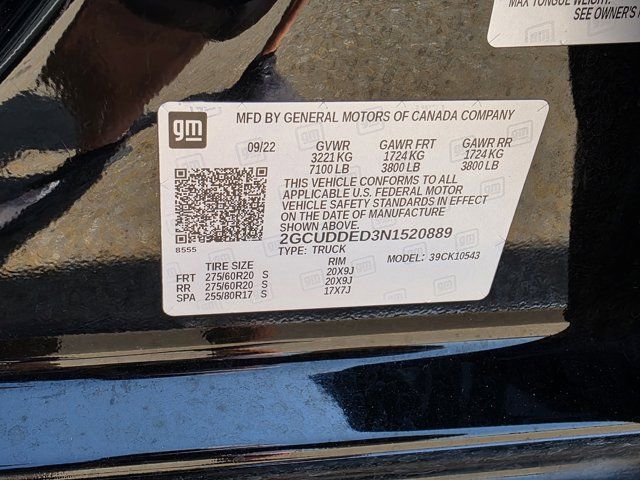 MAX TONGUE WEIGHT:
SEE OWNER'S
gm
MFD BY GENERAL MOTORS OF CANADA COMPANY
09/22 GVWR GAWR FRT GAWR RR
3221 KG 1724 KG 1724 KG
7100 LB 3800 LB 3800 LB
THIS VEHICLE CONFORMS TO ALL
APPLICABLE U.S. FEDERAL MOTOR
VEHICLE SAFETY STANDARDS IN EFFECT
ON THE DATE OF MANUFACTURE
SHOWN ABOVE.
2GCUDDED3N1520889
8555 TYPE: TRUCK MODEL: 39CK10543
TIRE SIZE RIM
FRT 275/60R20 S 20X9J
RR 275/60R20 S 20X9J
SPA 255/80R17 S 17X7J